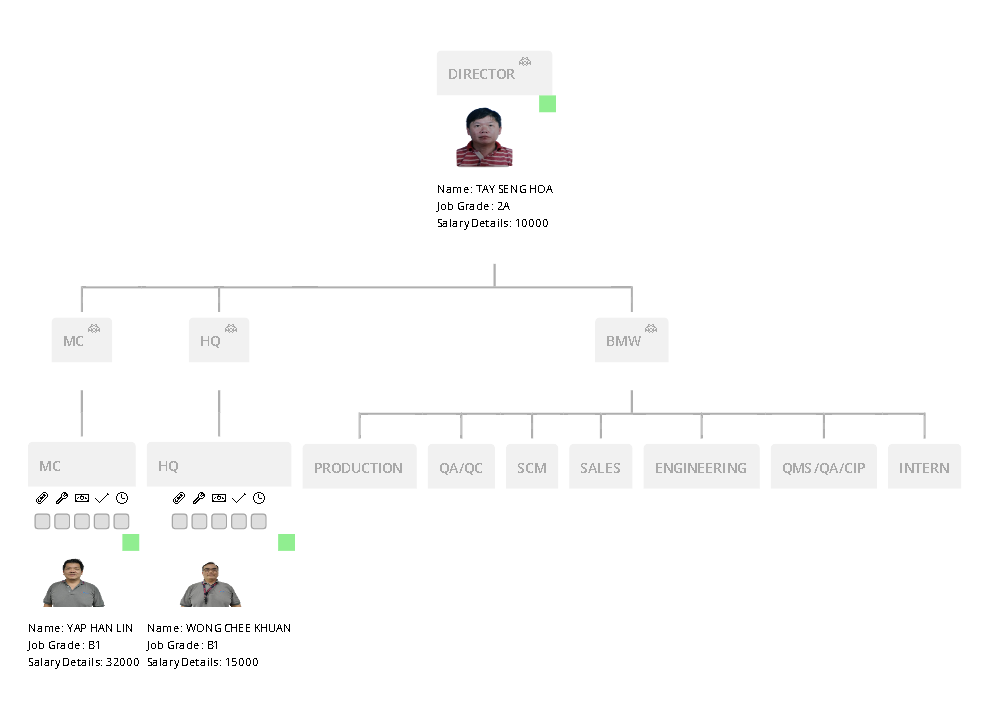 DIRECTOR
Name: TAY SENG HOA
Job Grade: 2A
Salary Details: 10000
MC
HQ
BMW
MC
HQ
PRODUCTION
QA/QC
SCM
SALES
ENGINEERING
QMS/QA/CIP
INTERN
Name: YAP HAN LIN
Job Grade: B1
Salary Details: 32000
Name: WONG CHEE KHUAN
Job Grade: B1
Salary Details: 15000